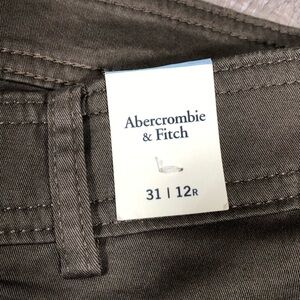 Abercrombie
& Fitch
31 | 12R